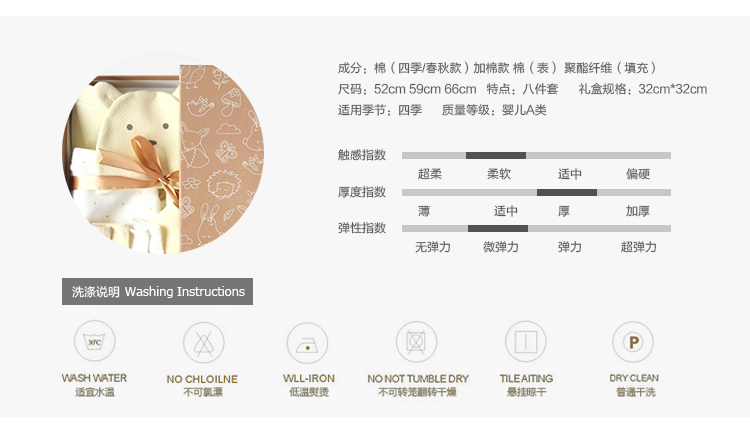 成分：棉（四季/春秋款）加棉款 棉（表） 聚酯纤维（填充）
尺码：52cm 59cm 66cm 特点：八件套 礼盒规格：32cm*32cm
适用季节：四季 质量等级：婴儿A类
触感指数
超柔 柔软 适中 偏硬
厚度指数
薄 适中 厚 加厚
弹性指数
无弹力 微弹力 弹力 超弹力
洗涤说明 Washing Instructions
P
WASH WATER NO CHLOILNE WLL-IRON NO NOT TUMBLE DRY TILE AITING DRY CLEAN
适宜水温 不可氯漂 低温熨烫 不可转笼翻转干燥 悬挂晾干 普通干洗